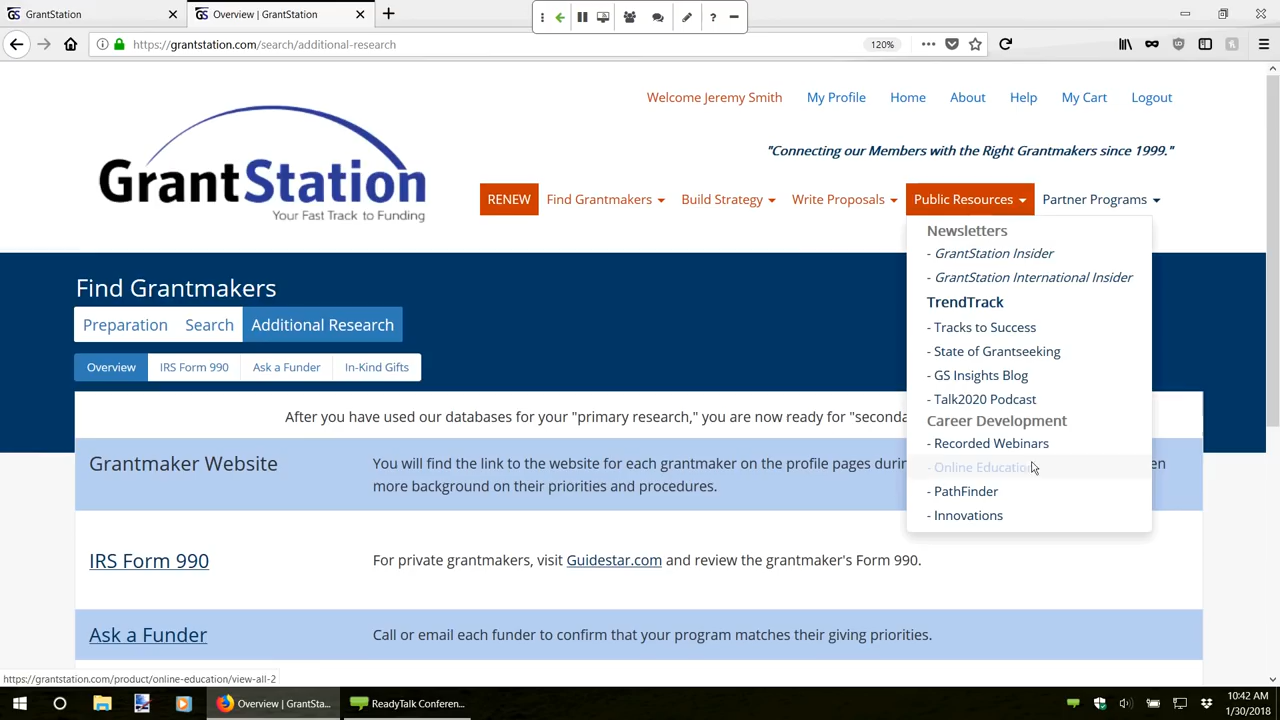 GrantStation
Overview | GrantStation
https://grantstation.com/search/additional-research
120%
Welcome Jeremy Smith
My Profile
Home
About
Help
My Cart
Logout
GrantStation
Your Fast Track to Funding
"Connecting our Members with the Right Grantmakers since 1999."
RENEW
Find Grantmakers
Build Strategy
Write Proposals
Public Resources
Partner Programs
Newsletters
- GrantStation Insider
- GrantStation International Insider
TrendTrack
- Tracks to Success
- State of Grantseeking
- GS Insights Blog
- Talk2020 Podcast
Career Development
- Recorded Webinars
- Online Education
- PathFinder
- Innovations
Find Grantmakers
Preparation
Search
Additional Research
Overview
IRS Form 990
Ask a Funder
In-Kind Gifts
After you have used our databases for your "primary research," you are now ready for "seconda
Grantmaker Website
You will find the link to the website for each grantmaker on the profile pages durin en
more background on their priorities and procedures.
IRS Form 990
For private grantmakers, visit Guidestar.com and review the grantmaker's Form 990.
Ask a Funder
Call or email each funder to confirm that your program matches their giving priorities.
https://grantstation.com/product/online-education/view-all-2
Overview | GrantSta...
ReadyTalk Conferen...
10:42 AM
1/30/2018